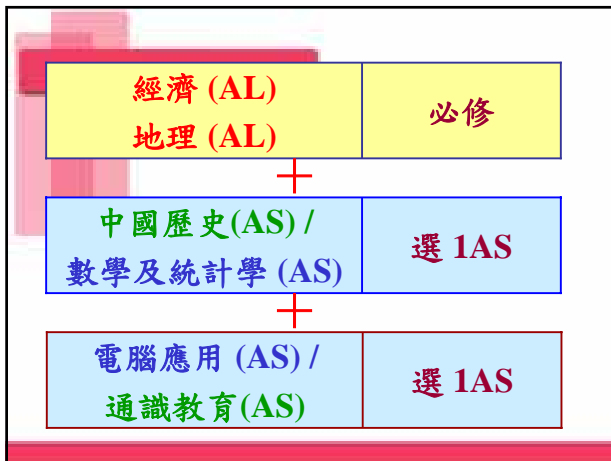 經濟 (AL)
地理 (AL)
必修
+
中國歷史(AS) /
數學及統計學 (AS)
選 1AS
+
電腦應用 (AS) /
通識教育(AS)
選 1AS